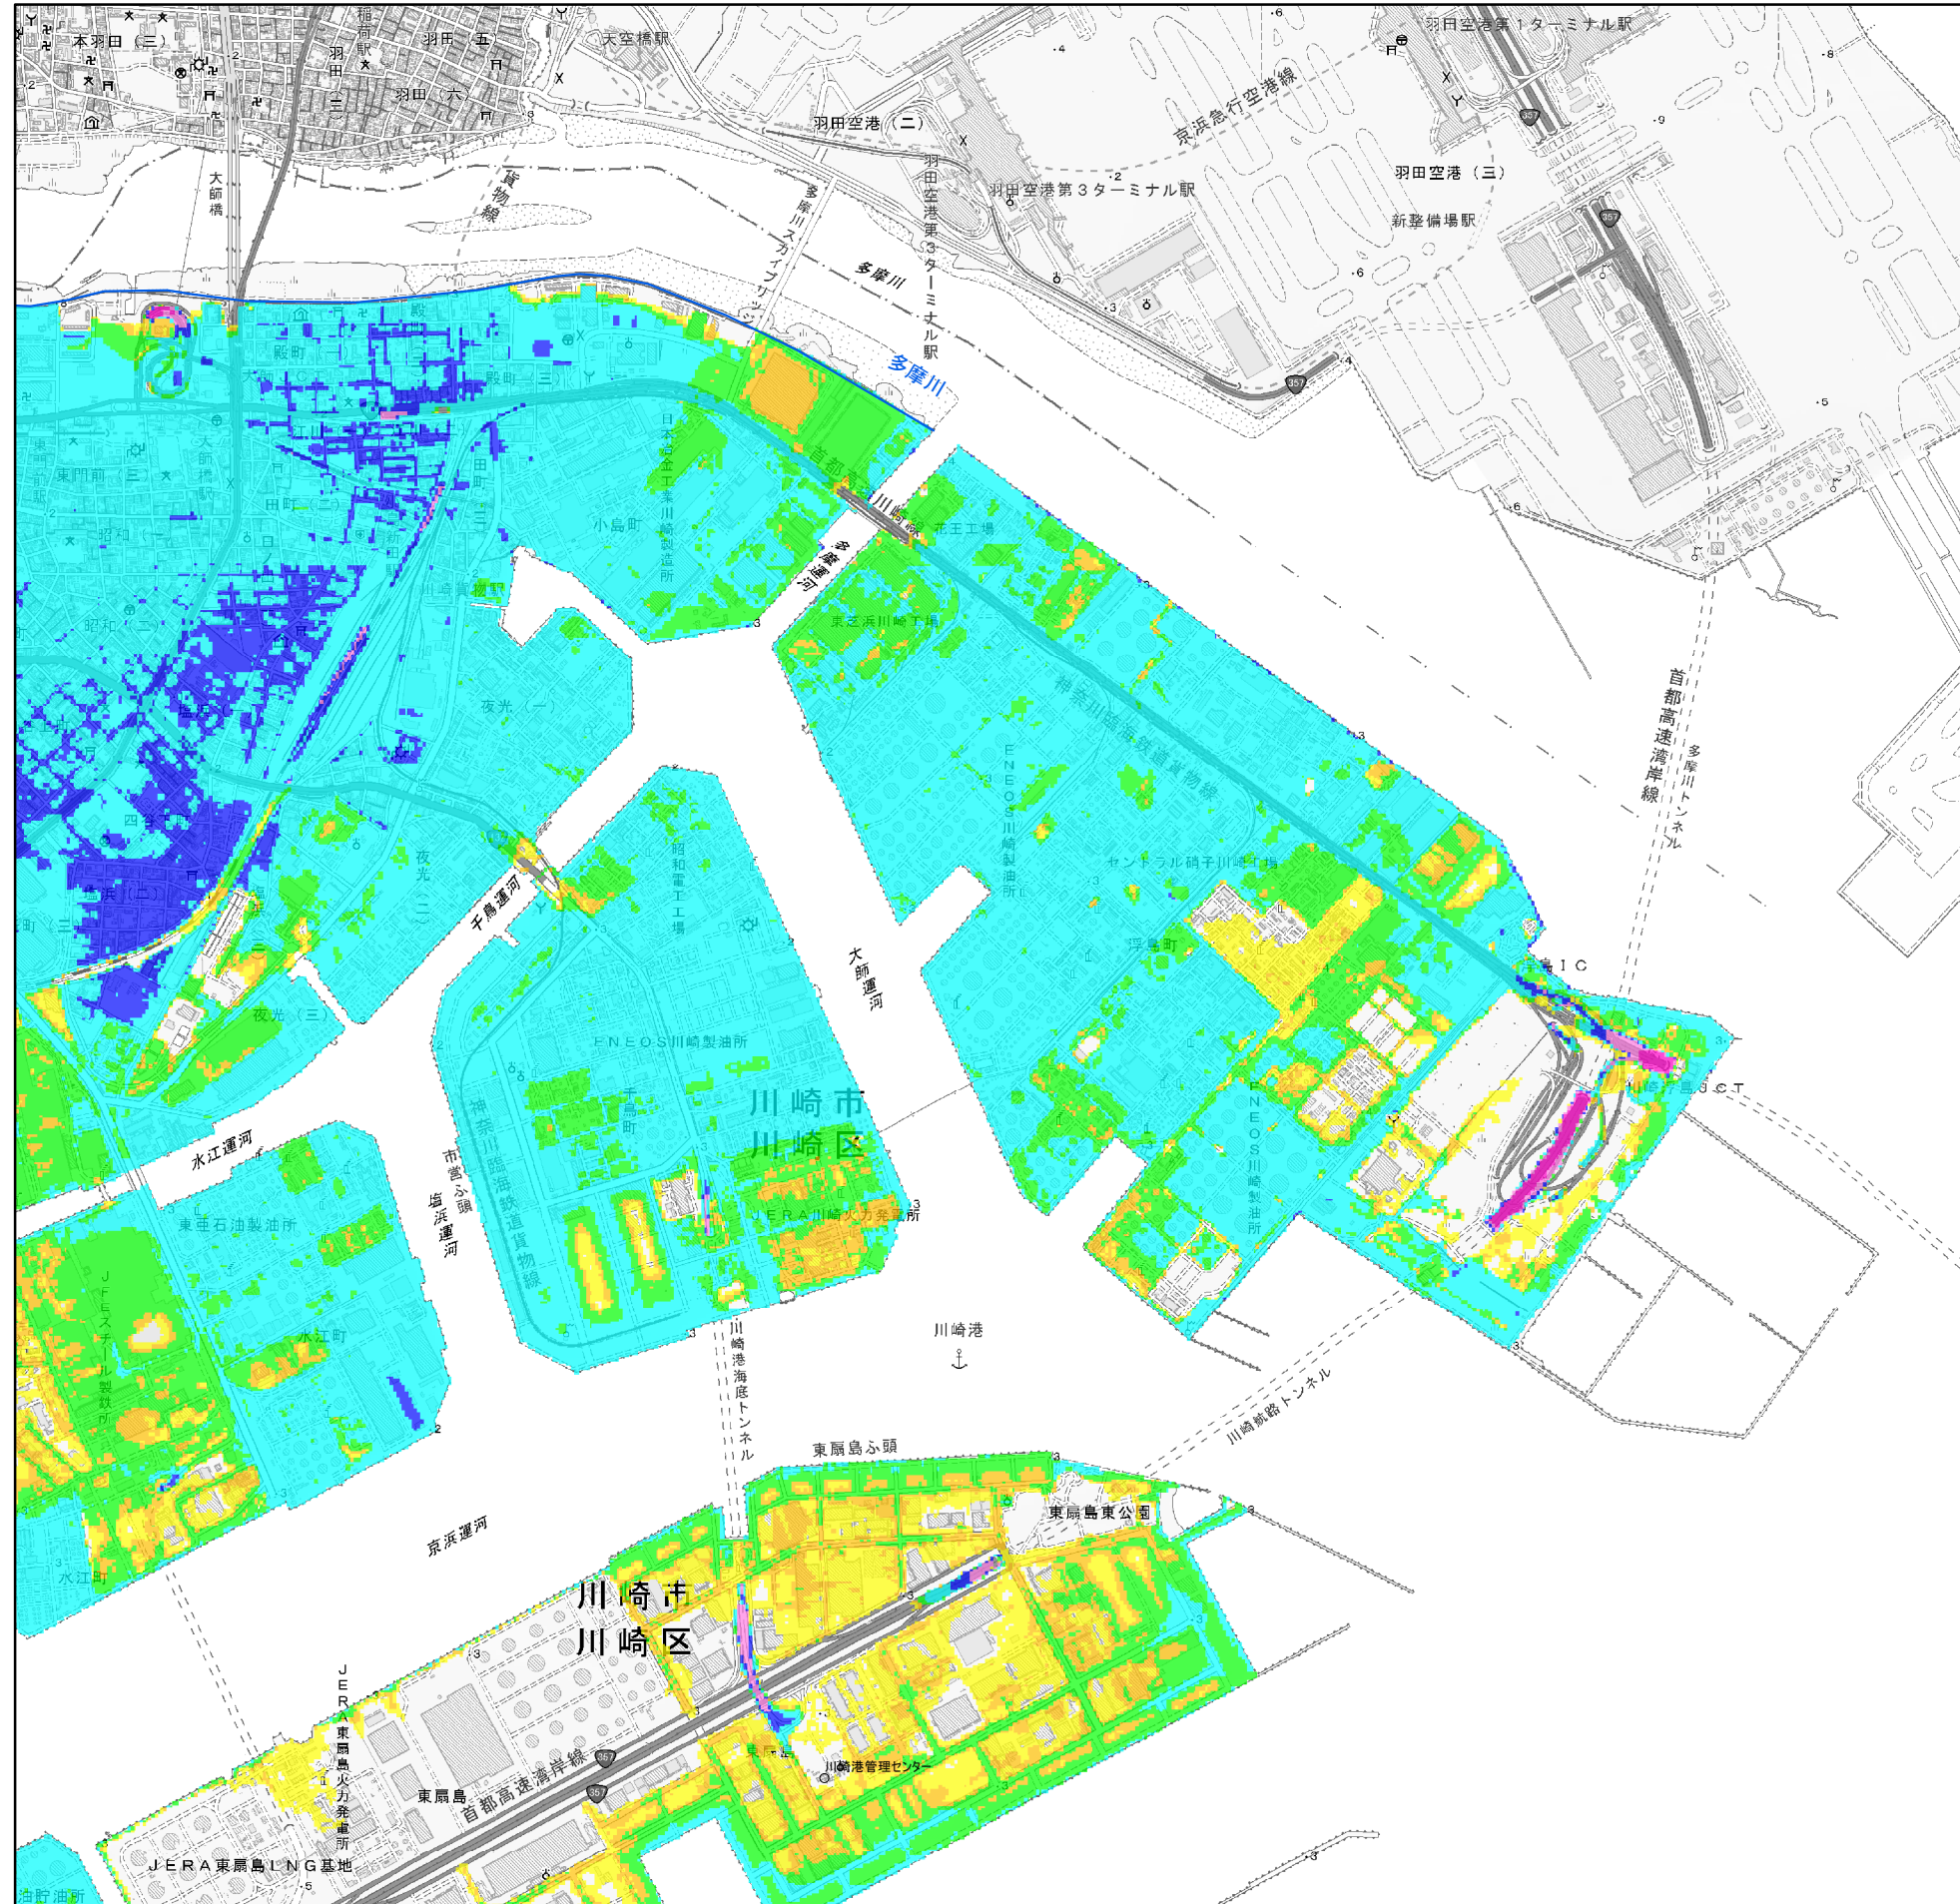 本羽田（三）
稲荷駅
羽田（五
羽田（三）
羽田（六）
天空橋駅
羽田空港第１ターミナル駅
羽田空港（二）
京浜急行空港線
羽田空港（三）
羽田空港第３ターミナル駅
羽田空港第３ターミナル駅
新整備場駅
大師橋
貨物線
多摩川スカイブリッジ
多摩川
多摩川
357
357
357
殿町（一）
殿町（三）
大師橋駅
東門前（三
東門前駅
田町（二）
昭和（一
昭和（二）
小島町
日本冶金工業川崎製造所
川崎貨物駅
首都高
川崎線
花王工場
多摩運河
東芝浜川崎工場
夜光（一
塩浜（一）
四谷下町
塩浜（二）
夜光（二）
夜光（三）
千鳥運河
昭和電工工場
大師運河
ＥＮＥＯＳ川崎製油所
神奈川臨海鉄道貨物線
セントラル硝子川崎工場
浮島町
浮島ＩＣ
川崎浮島ＪＣＴ
首都高速湾岸線
多摩川トンネル
ＥＮＥＯＳ川崎製油所
ＥＮＥＯＳ川崎製油所
千鳥町
川崎市
川崎区
水江運河
市営ふ頭
塩浜運河
神奈川臨海鉄道貨物線
東亜石油製油所
ＪＥＲＡ川崎火力発電所
ＪＦＥスチール製鉄所
水江町
川崎港
川崎港海底トンネル
川崎航路トンネル
東扇島ふ頭
東扇島東公園
京浜運河
水江町
川崎市
川崎区
ＪＥＲＡ東扇島火力発電所
東扇島
首都高速湾岸線
357
357
東扇島
川崎港管理センター
ＪＥＲＡ東扇島ＬＮＧ基地
油貯油所